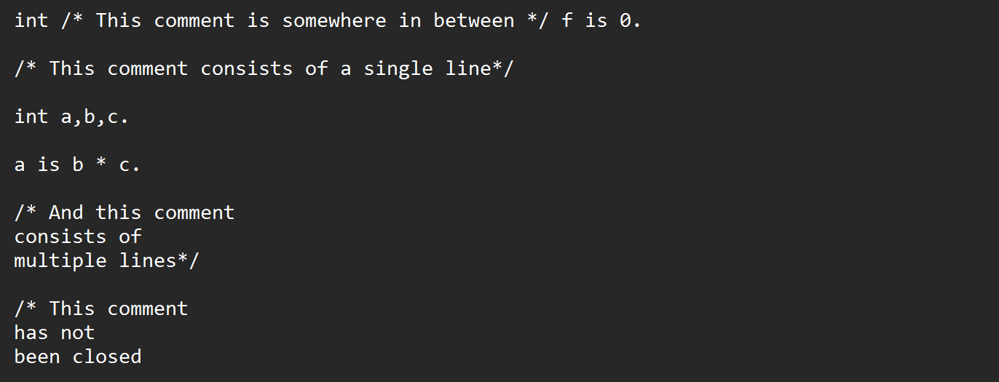 int /* This comment is somewhere in between */ f is 0.
/* This comment consists of a single line*/
int a,b,c.
a is b * c.
/* And this comment
consists of
multiple lines*/
/* This comment
has not
been closed